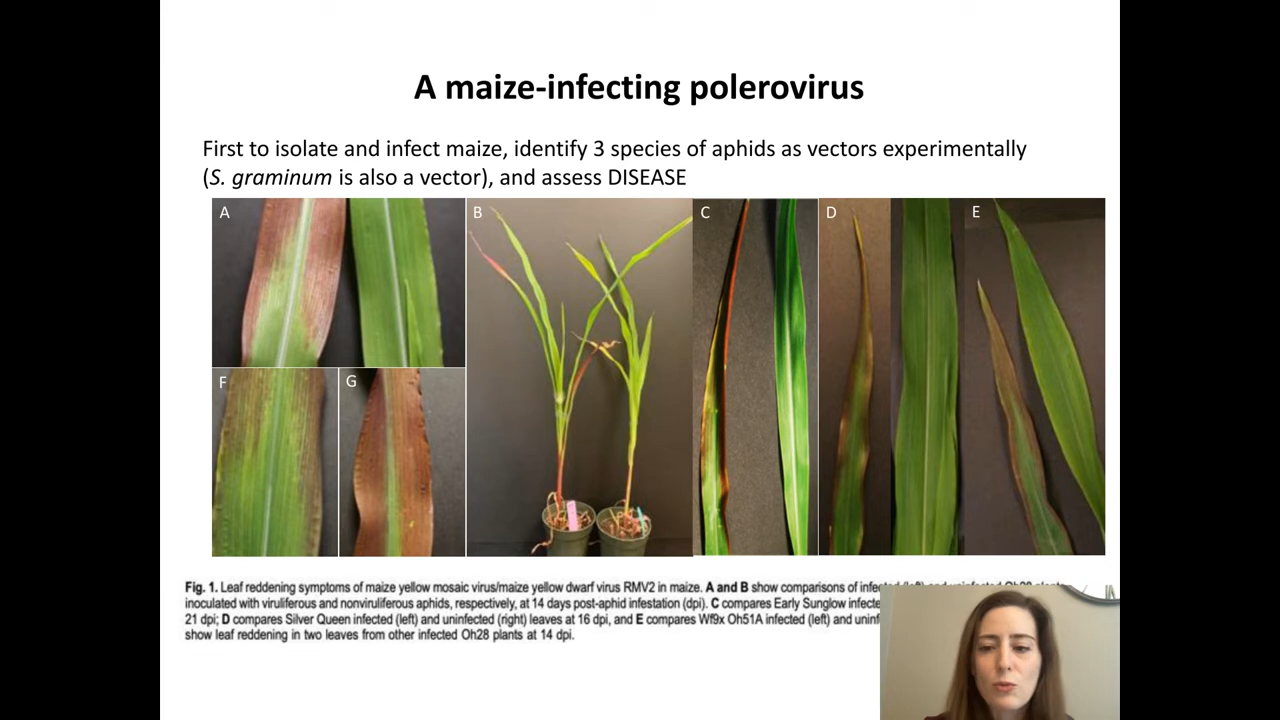 A maize-infecting polerovirus
First to isolate and infect maize, identify 3 species of aphids as vectors experimentally
(S. graminum is also a vector), and assess DISEASE
A
B
C
D
E
F
G
Fig. 1. Leaf reddening symptoms of maize yellow mosaic virus/maize yellow dwarf virus RMV2 in maize. A and B show comparisons of infected (left) and uninfected Oh28 plants
inoculated with viruliferous and nonviruliferous aphids, respectively, at 14 days post-aphid infestation (dpi). C compares Early Sunglow infecte
21 dpi; D compares Silver Queen infected (left) and uninfected (right) leaves at 16 dpi, and E compares Wf9x Oh51A infected (left) and uninf
show leaf reddening in two leaves from other infected Oh28 plants at 14 dpi.